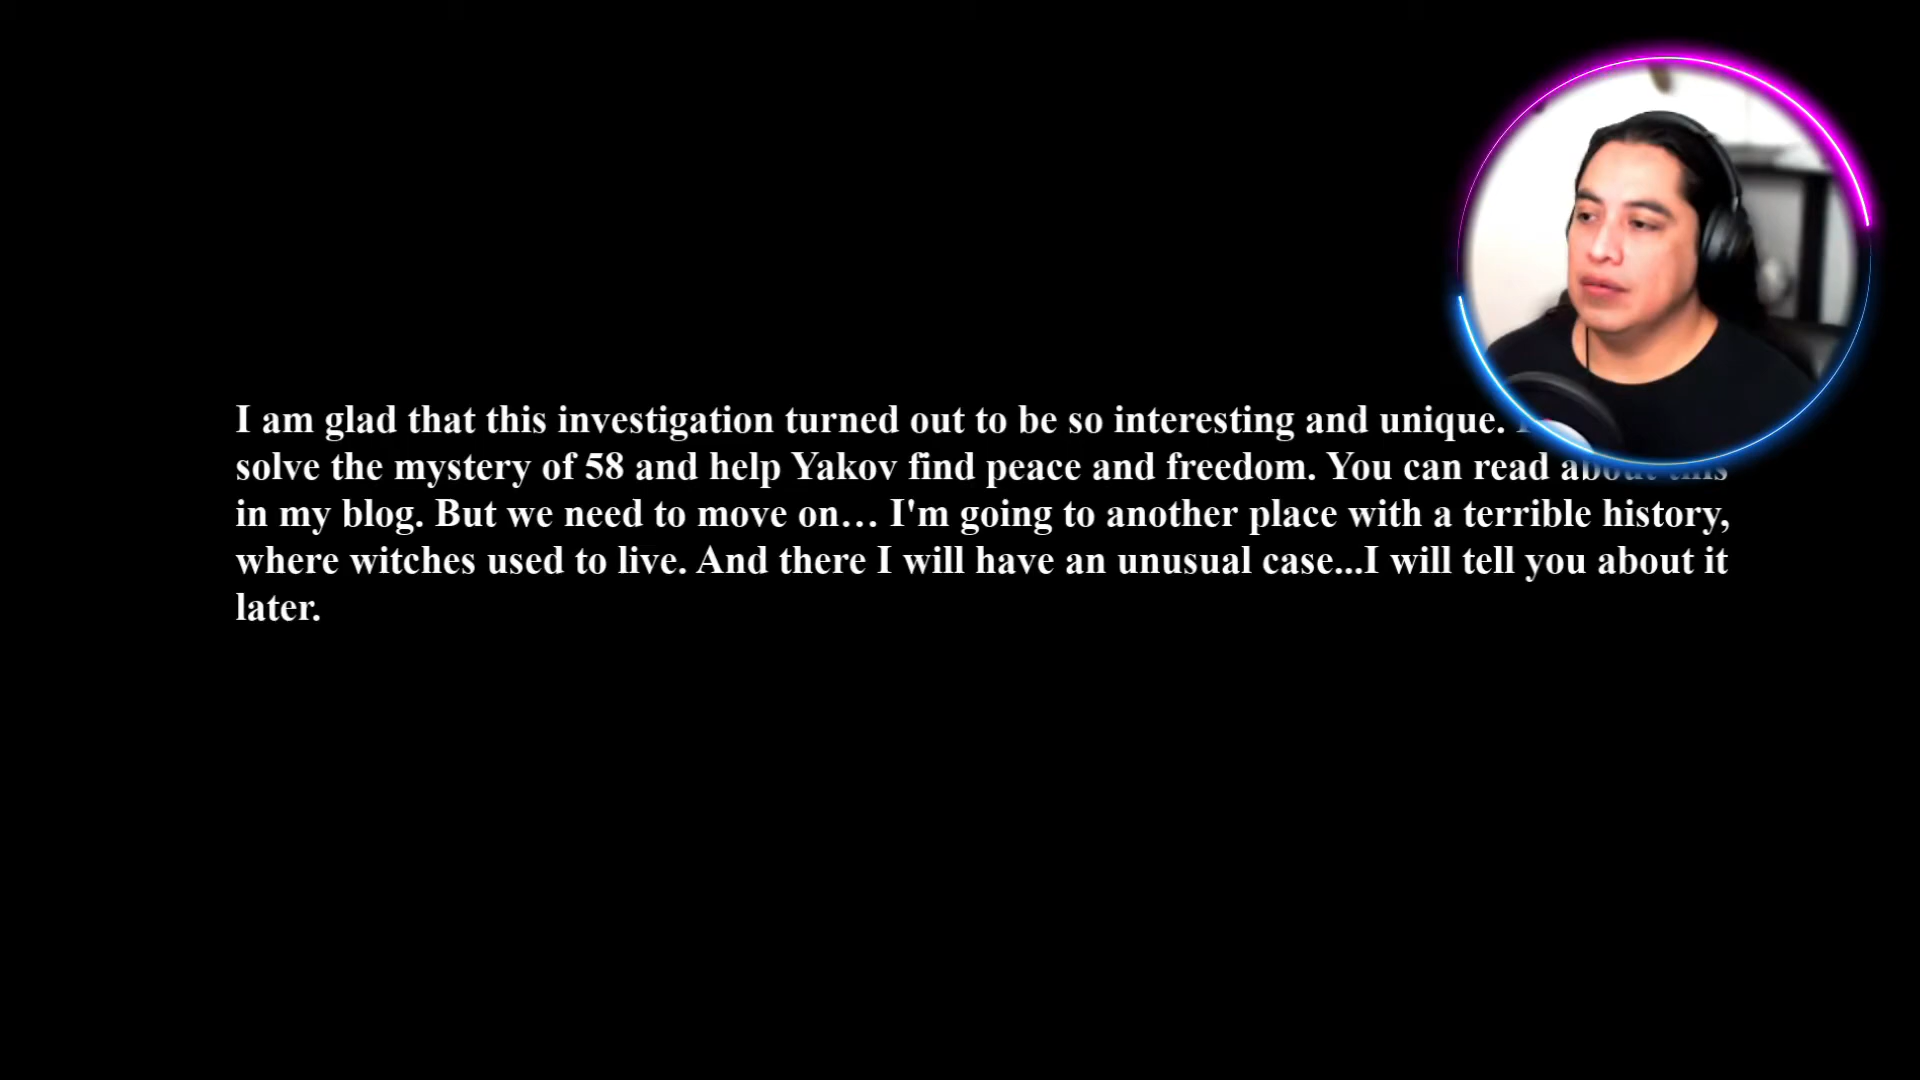 I am glad that this investigation turned out to be so interesting and unique.
solve the mystery of 58 and help Yakov find peace and freedom. You can read about this
in my blog. But we need to move on… I'm going to another place with a terrible history,
where witches used to live. And there I will have an unusual case...I will tell you about it
later.